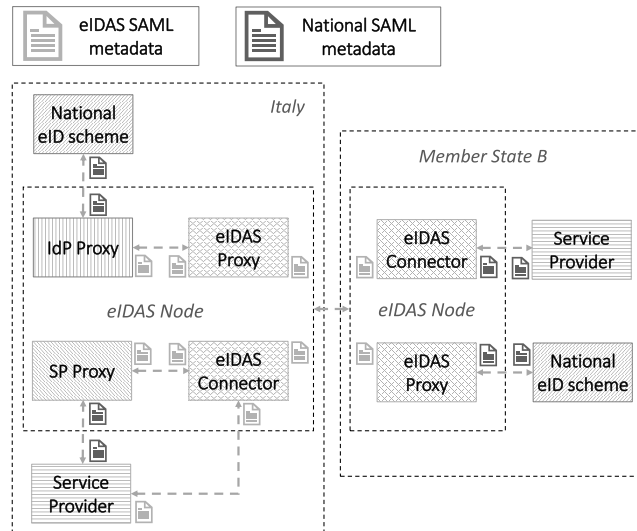 eIDAS SAML
metadata
National SAML
metadata
Italy
National
eID scheme
IdP Proxy
eIDAS
Proxy
eIDAS Node
SP Proxy
eIDAS
Connector
Service
Provider
Member State B
eIDAS
Connector
Service
Provider
eIDAS Node
eIDAS
Proxy
National
eID scheme